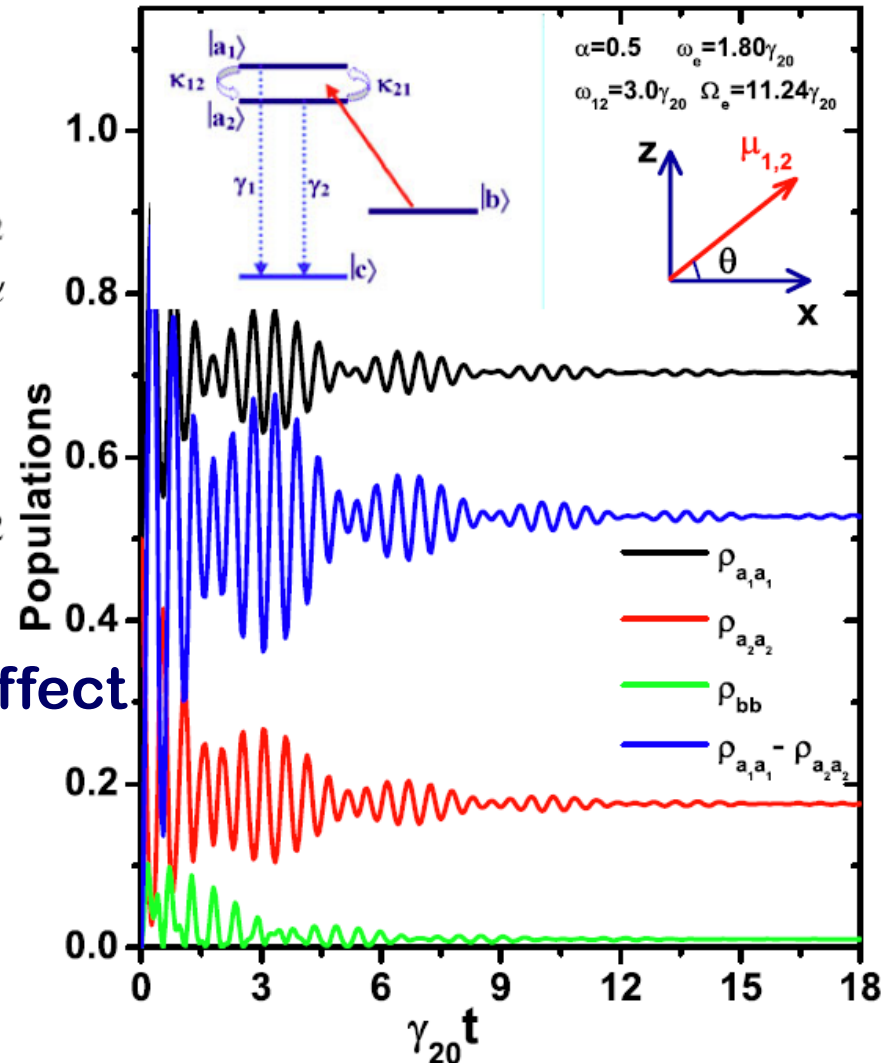 |a₁⟩
κ₁₂
κ₂₁
|a₂⟩
γ₁
γ₂
|b⟩
|c⟩
α=0.5 ωₑ=1.80γ₂₀
ω₁₂=3.0γ₂₀ Ωₑ=11.24γ₂₀
z
μ₁,₂
θ
x
Populations
1.0
0.8
0.6
0.4
0.2
0.0
ffect
ρₐ₁ₐ₁
ρₐ₂ₐ₂
ρbb
ρₐ₁ₐ₁ - ρₐ₂ₐ₂
0 3 6 9 12 15 18
γ₂₀t